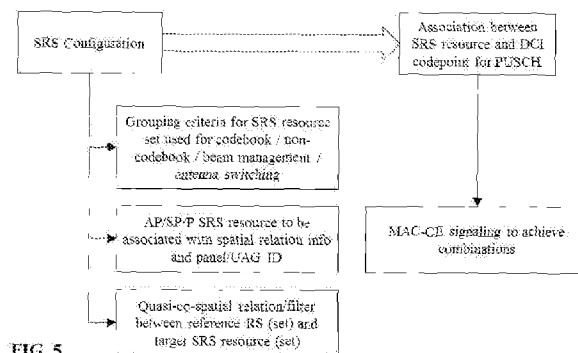 SRS Configuration
Association between
SRS resource and DCI
codepoint for PUSCH
Grouping criteria for SRS resource
set used for codebook / non-
codebook / beam management /
antenna switching
AP/SP/P SRS resource to be
associated with spatial relation info
and panel/UAG ID
MAC-CE signaling to achieve
combinations
Quasi-co-spatial relation/filter
between reference RS (set) and
target SRS resource (set)
FIG. 5